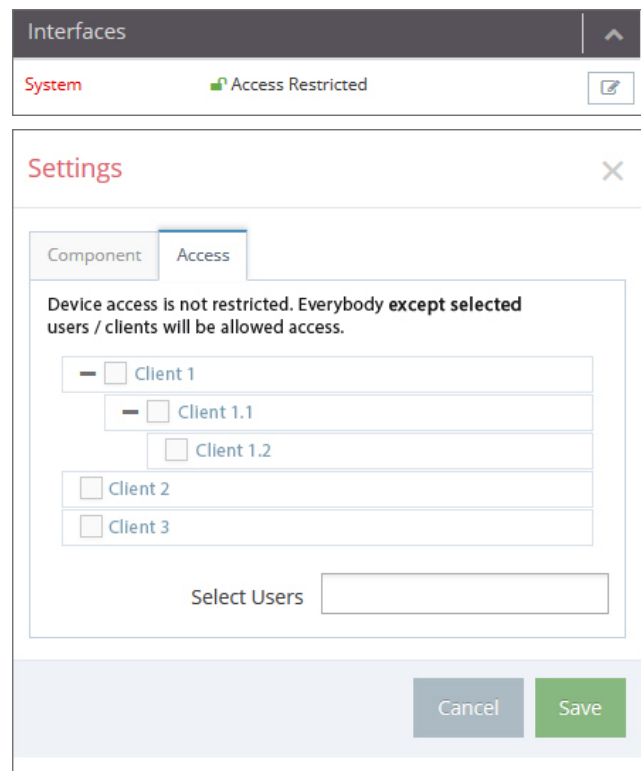 Interfaces
System Access Restricted
Settings
Component Access
Device access is not restricted. Everybody except selected
users / clients will be allowed access.
Client 1
Client 1.1
Client 1.2
Client 2
Client 3
Select Users
Cancel Save